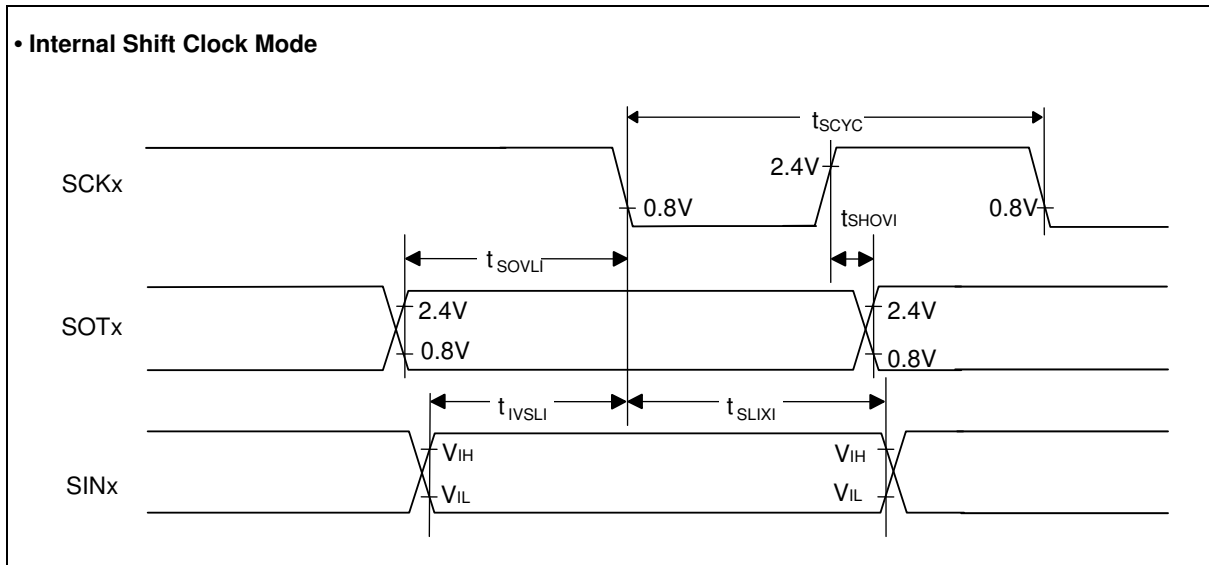 • Internal Shift Clock Mode
tSCYC
SCKx
2.4V
0.8V
0.8V
tSHOVI
tSOVLI
SOTx
2.4V
2.4V
0.8V
0.8V
tIVSLI
tSLIXI
SINx
VIH
VIH
VIL
VIL